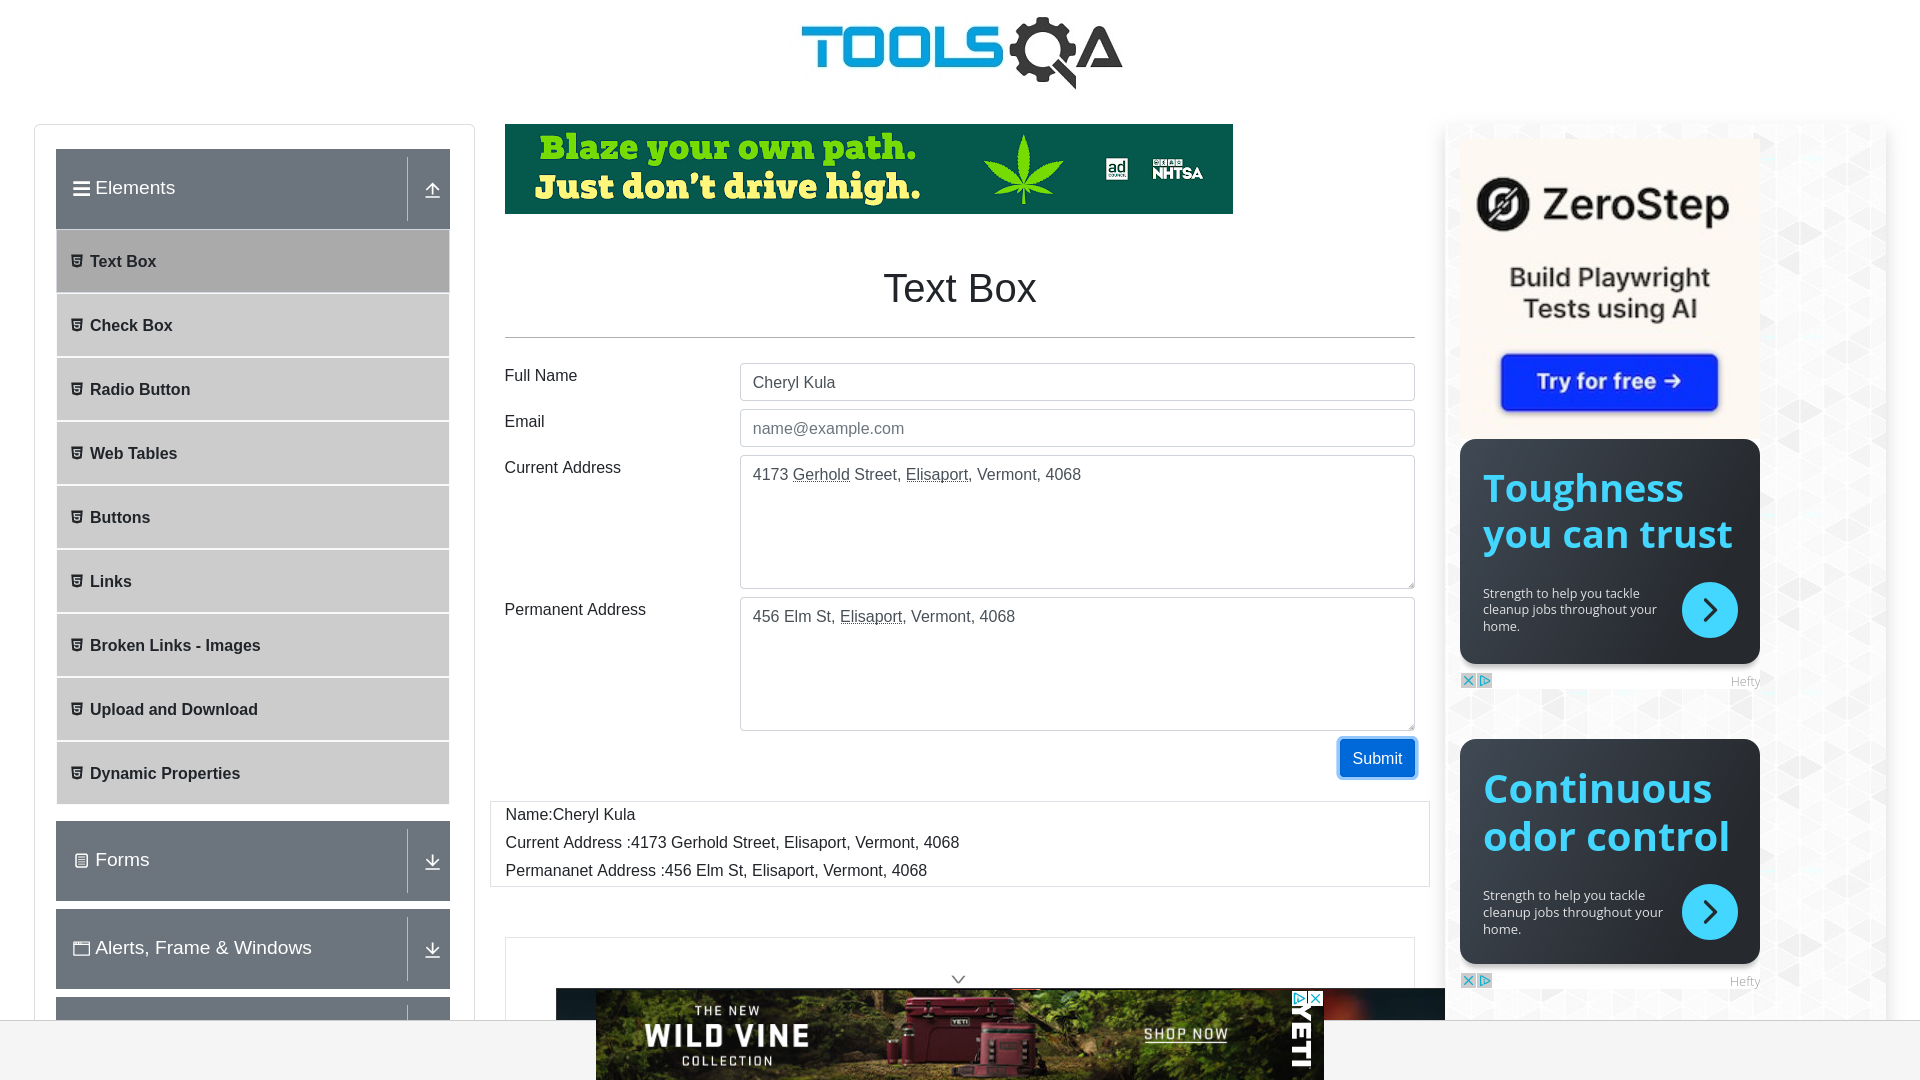 TOOLSQA
Elements
Text Box
Check Box
Radio Button
Web Tables
Buttons
Links
Broken Links - Images
Upload and Download
Dynamic Properties
Forms
Alerts, Frame & Windows
Blaze your own path.
Just don't drive high.
ad
COUNCIL
NHTSA
Text Box
Full Name
Cheryl Kula
Email
name@example.com
Current Address
4173 Gerhold Street, Elisaport, Vermont, 4068
Permanent Address
456 Elm St, Elisaport, Vermont, 4068
Submit
Name:Cheryl Kula
Current Address :4173 Gerhold Street, Elisaport, Vermont, 4068
Permananet Address :456 Elm St, Elisaport, Vermont, 4068
THE NEW
WILD VINE
COLLECTION
YETI
SHOP NOW
YETI
ZeroStep
Build Playwright
Tests using AI
Try for free →
Toughness
you can trust
Strength to help you tackle
cleanup jobs throughout your
home.
Hefty
Continuous
odor control
Strength to help you tackle
cleanup jobs throughout your
home.
Hefty